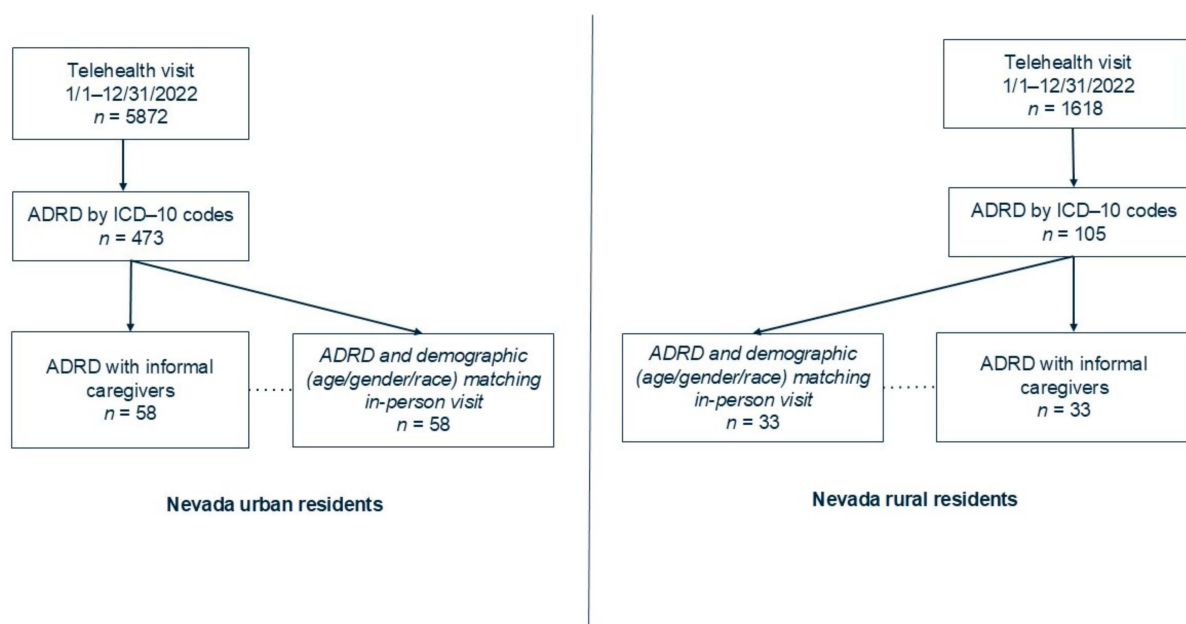 Telehealth visit
1/1–12/31/2022
n = 5872
ADRD by ICD–10 codes
n = 473
ADRD with informal
caregivers
n = 58
ADRD and demographic
(age/gender/race) matching
in-person visit
n = 58
Nevada urban residents
Telehealth visit
1/1–12/31/2022
n = 1618
ADRD by ICD–10 codes
n = 105
ADRD and demographic
(age/gender/race) matching
in-person visit
n = 33
ADRD with informal
caregivers
n = 33
Nevada rural residents